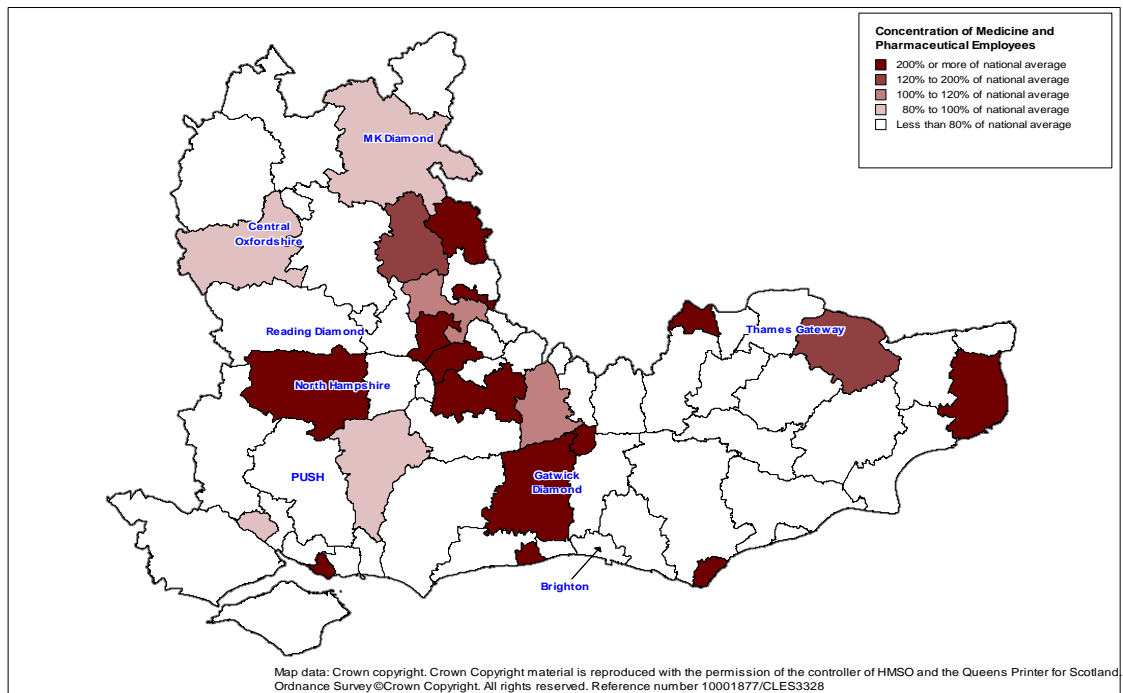 Concentration of Medicine and
Pharmaceutical Employees
200% or more of national average
120% to 200% of national average
100% to 120% of national average
80% to 100% of national average
Less than 80% of national average
MK Diamond
Central
Oxfordshire
Reading Diamond
Thames Gateway
North Hampshire
PUSH
Gatwick
Diamond
Brighton
Map data: Crown copyright. Crown Copyright material is reproduced with the permission of the controller of HMSO and the Queens Printer for Scotland.
Ordnance Survey ©Crown Copyright. All rights reserved. Reference number 10001877/CLES3328